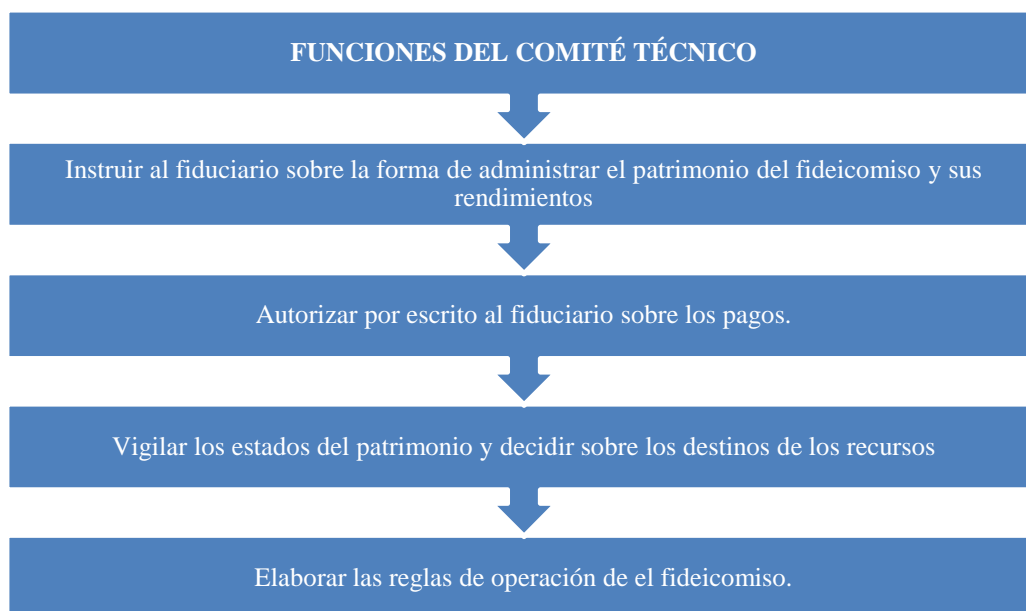 FUNCIONES DEL COMITÉ TÉCNICO
Instruir al fiduciario sobre la forma de administrar el patrimonio del fideicomiso y sus
rendimientos
Autorizar por escrito al fiduciario sobre los pagos.
Vigilar los estados del patrimonio y decidir sobre los destinos de los recursos
Elaborar las reglas de operación de el fideicomiso.